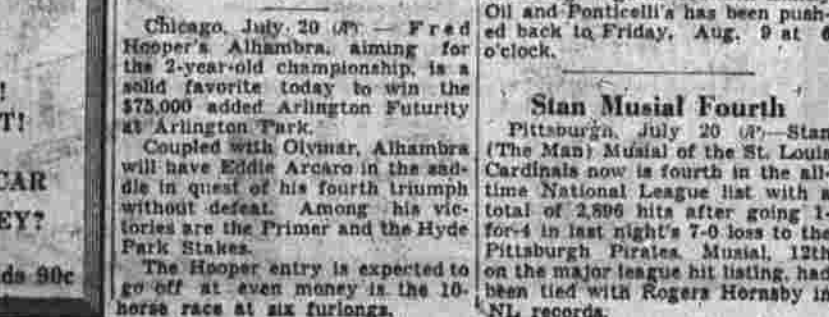 !
T!
CAR
EY?
ds 90c
Chicago, July 20 (AP) — Fred
Hooper's Alhambra, aiming for
the 2-year-old championship, is a
solid favorite today to win the
$75,000 added Arlington Futurity
at Arlington Park.
Coupled with Olymar, Alhambra
will have Eddie Arcaro in the sad-
dle in quest of his fourth triumph
without defeat. Among his vic-
tories are the Primer and the Hyde
Park Stakes.
The Hooper entry is expected to
go off at even money is the 10-
horse race at six furlongs.
Oil and Ponticelli's has been push-
ed back to Friday, Aug. 9 at 6
o'clock.
Stan Musial Fourth
Pittsburgh, July 20 (AP)—Stan
(The Man) Musial of the St. Louis
Cardinals now is fourth in the all-
time National League list with a
total of 2,896 hits after going 1-
for-4 in last night's 7-0 loss to the
Pittsburgh Pirates. Musial, 12th
on the major league hit listing, had
been tied with Rogers Hornsby in
NL records.